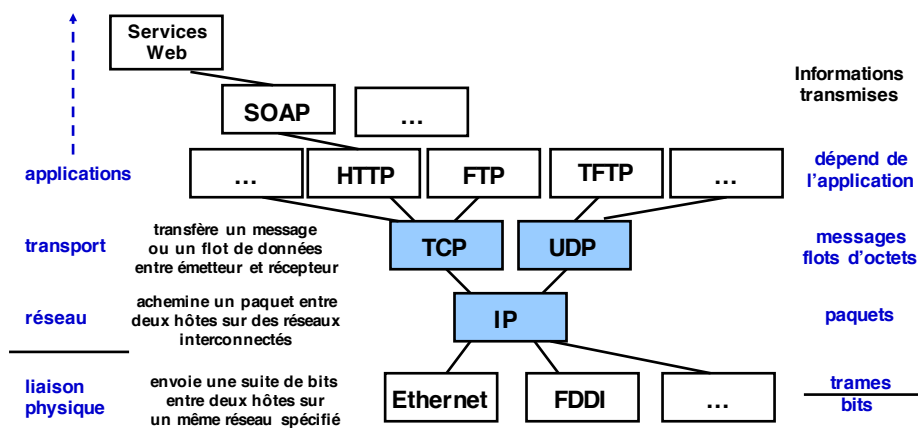 Services
Web
Informations
transmises
SOAP
...
applications
...
HTTP
FTP
TFTP
...
dépend de
l'application
transport
transfère un message
ou un flot de données
entre émetteur et récepteur
TCP
UDP
messages
flots d'octets
réseau
achemine un paquet entre
deux hôtes sur des réseaux
interconnectés
IP
paquets
liaison
physique
envoie une suite de bits
entre deux hôtes sur
un même réseau spécifié
Ethernet
FDDI
...
trames
bits